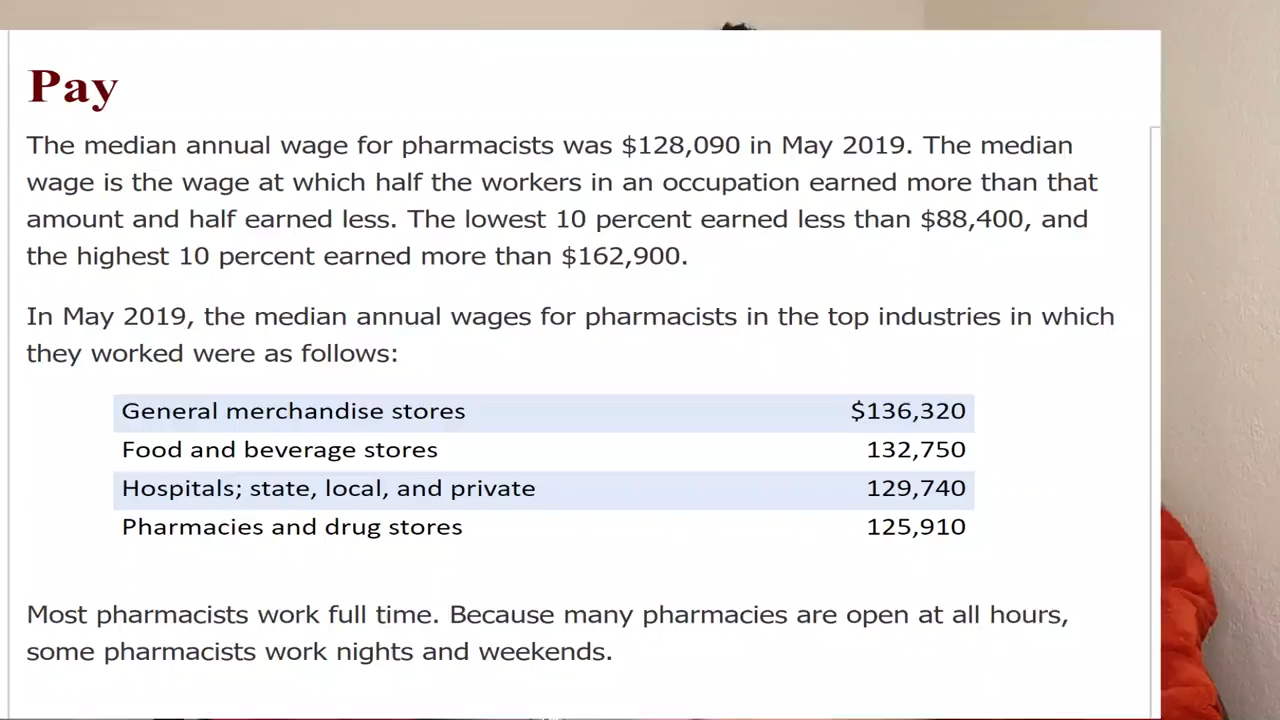 Pay
The median annual wage for pharmacists was $128,090 in May 2019. The median
wage is the wage at which half the workers in an occupation earned more than that
amount and half earned less. The lowest 10 percent earned less than $88,400, and
the highest 10 percent earned more than $162,900.
In May 2019, the median annual wages for pharmacists in the top industries in which
they worked were as follows:
General merchandise stores $136,320
Food and beverage stores 132,750
Hospitals; state, local, and private 129,740
Pharmacies and drug stores 125,910
Most pharmacists work full time. Because many pharmacies are open at all hours,
some pharmacists work nights and weekends.